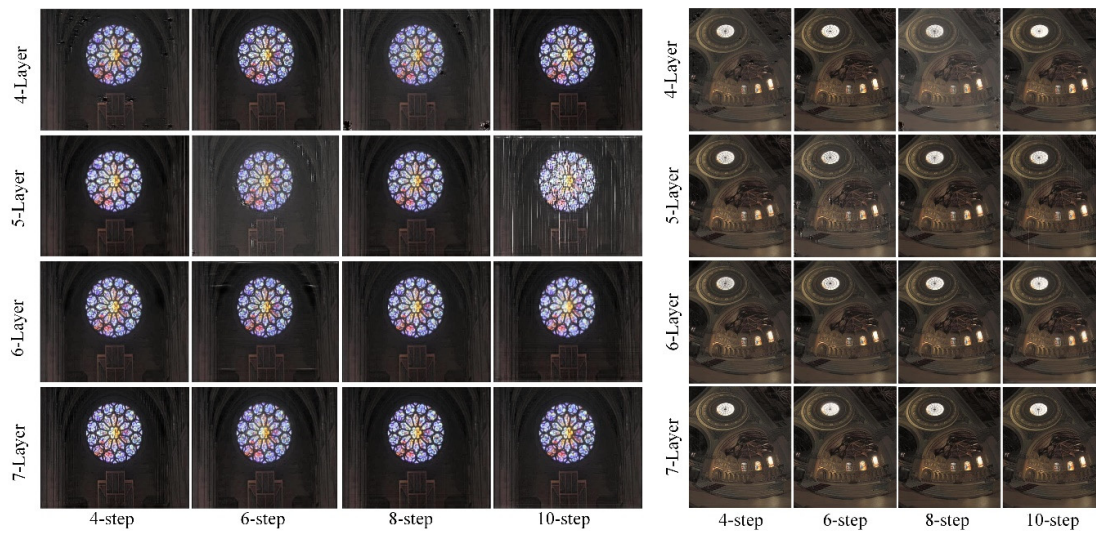 4-Layer
5-Layer
6-Layer
7-Layer
4-step 6-step 8-step 10-step
4-Layer
5-Layer
6-Layer
7-Layer
4-step 6-step 8-step 10-step